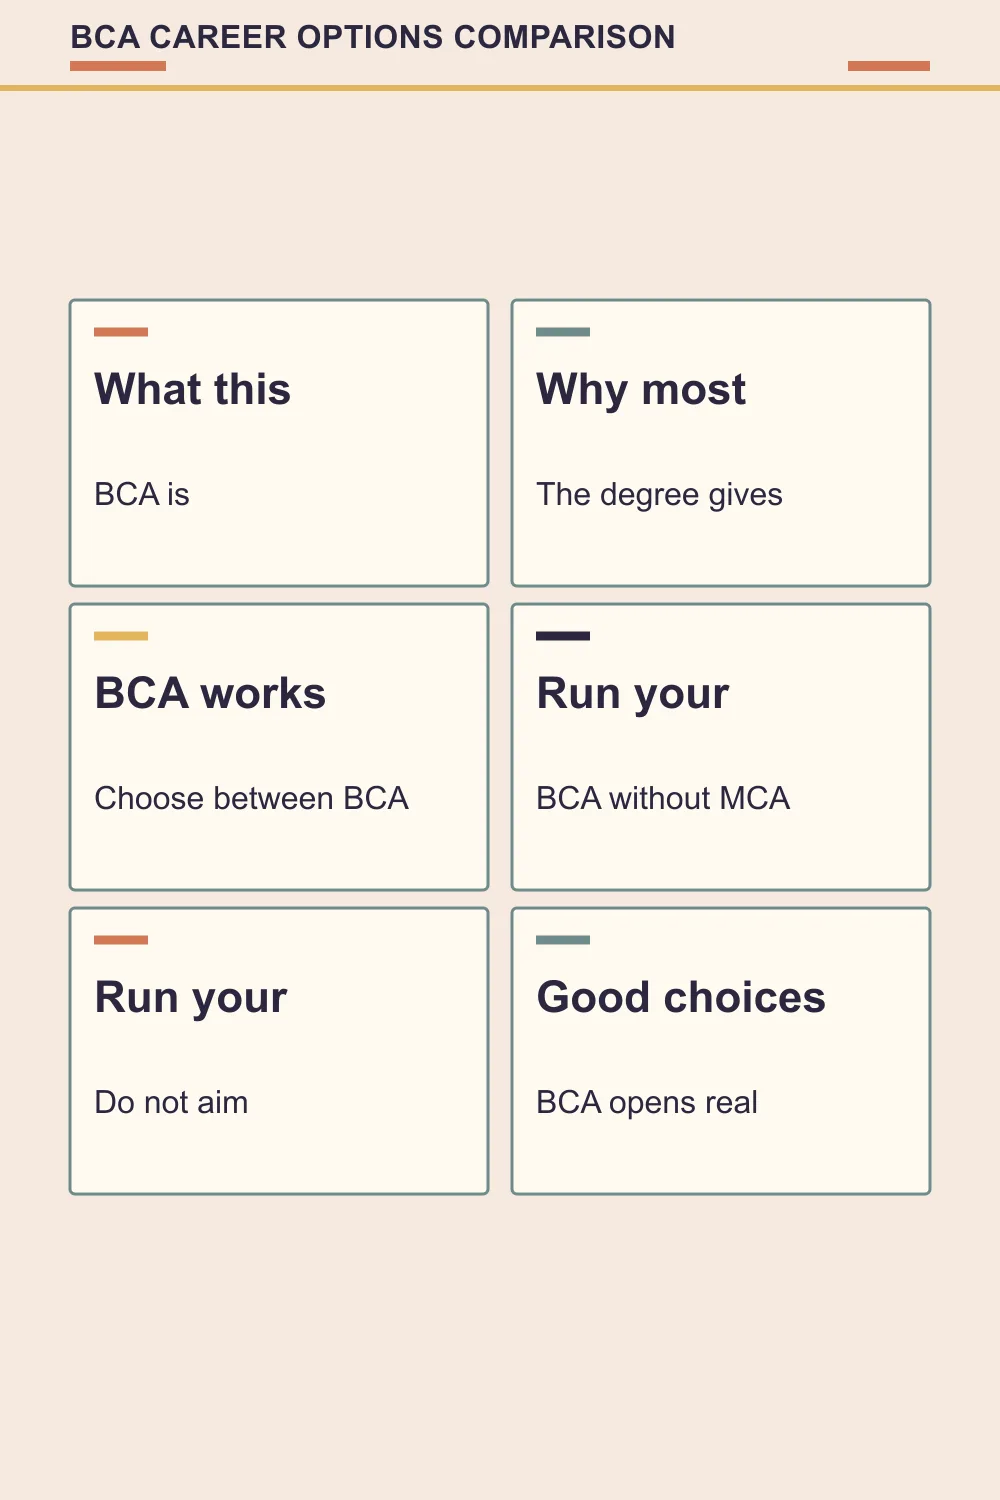 BCA CAREER OPTIONS COMPARISON
What this
BCA is
Why most
The degree gives
BCA works
Choose between BCA
Run your
BCA without MCA
Run your
Do not aim
Good choices
BCA opens real